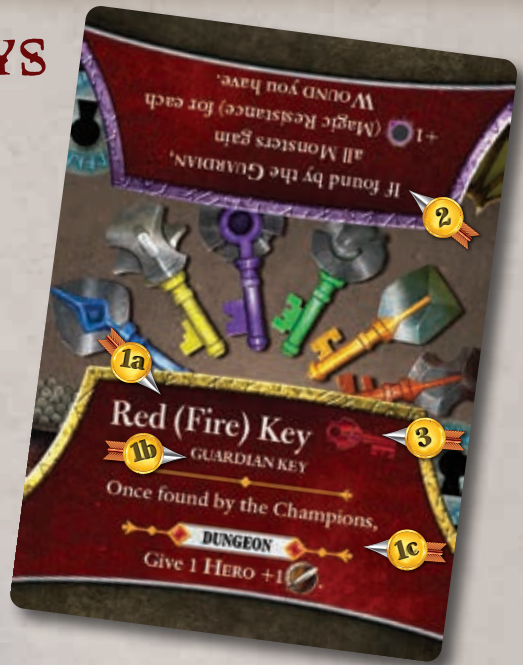 YS
If found by the GUARDIAN,
all Monsters gain
+1 (Magic Resistance) for each
WOUND you have.
2
1a
Red (Fire) Key
3
1b
GUARDIAN KEY
Once found by the Champions,
DUNGEON
1c
Give 1 HERO +1 .